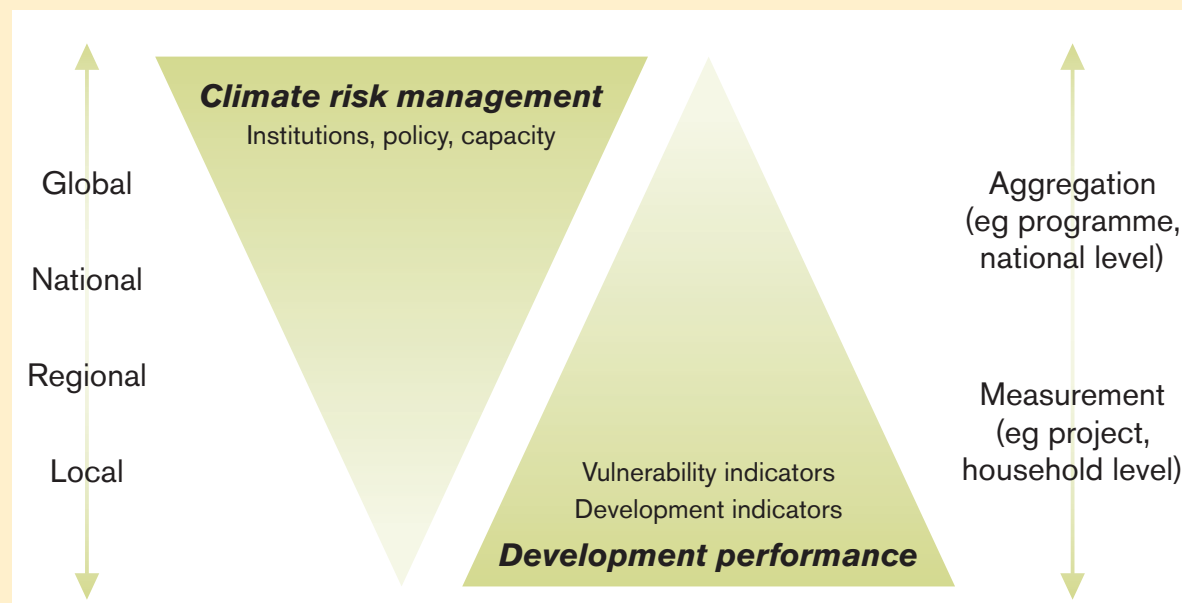 Climate risk management
Institutions, policy, capacity
Global
National
Regional
Local
Aggregation
(eg programme,
national level)
Measurement
(eg project,
household level)
Vulnerability indicators
Development indicators
Development performance